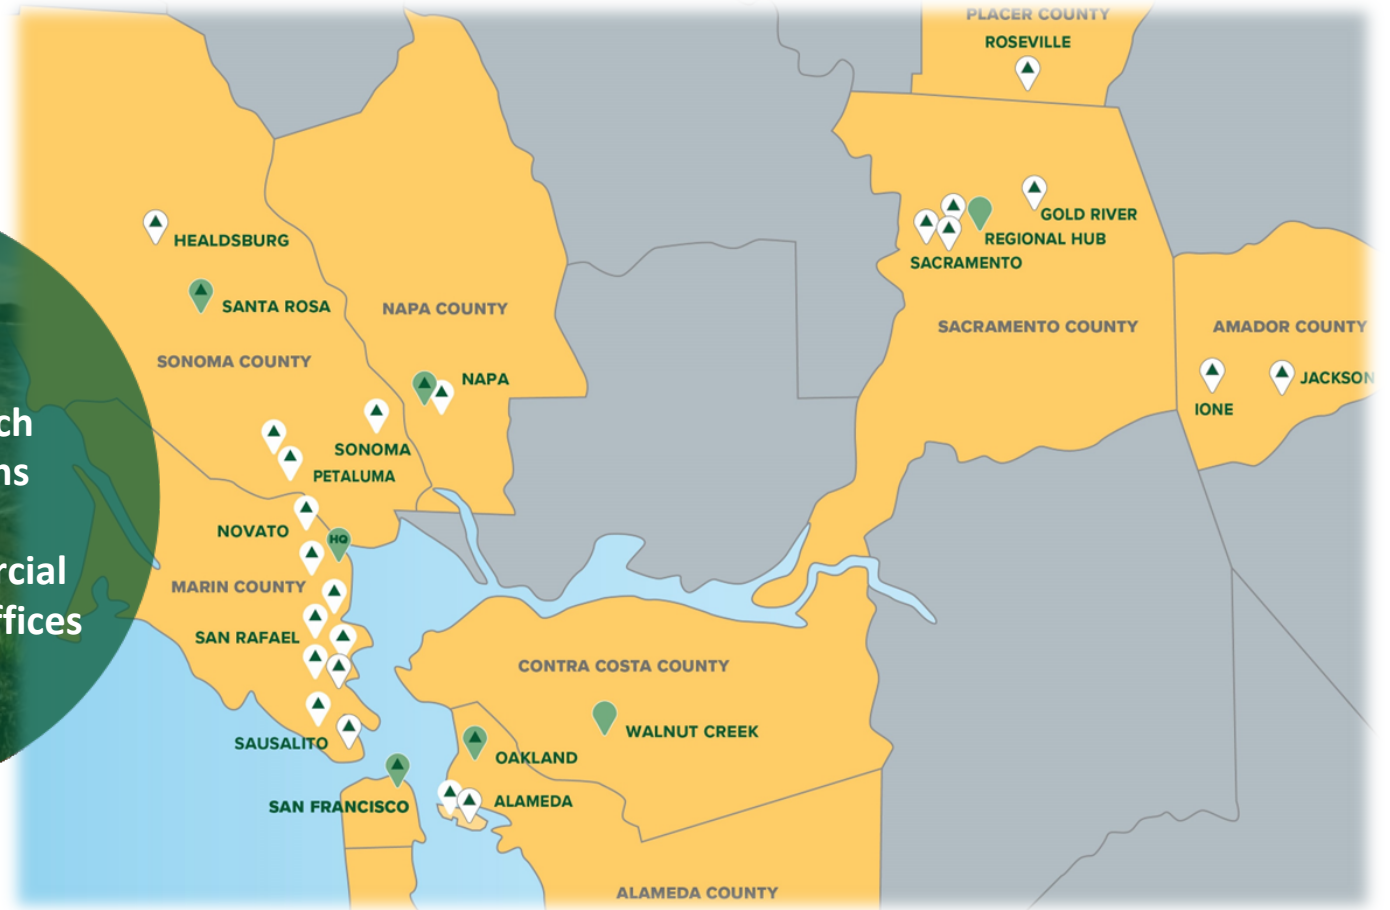 PLACER COUNTY
ROSEVILLE
GOLD RIVER
REGIONAL HUB
SACRAMENTO
HEALDSBURG
SANTA ROSA
NAPA COUNTY
SACRAMENTO COUNTY
AMADOR COUNTY
SONOMA COUNTY
NAPA
JACKSON
IONE
SONOMA
PETALUMA
NOVATO
HQ
MARIN COUNTY
SAN RAFAEL
CONTRA COSTA COUNTY
WALNUT CREEK
SAUSALITO
OAKLAND
SAN FRANCISCO
ALAMEDA
ALAMEDA COUNTY
ch
ns
rcial
ffices